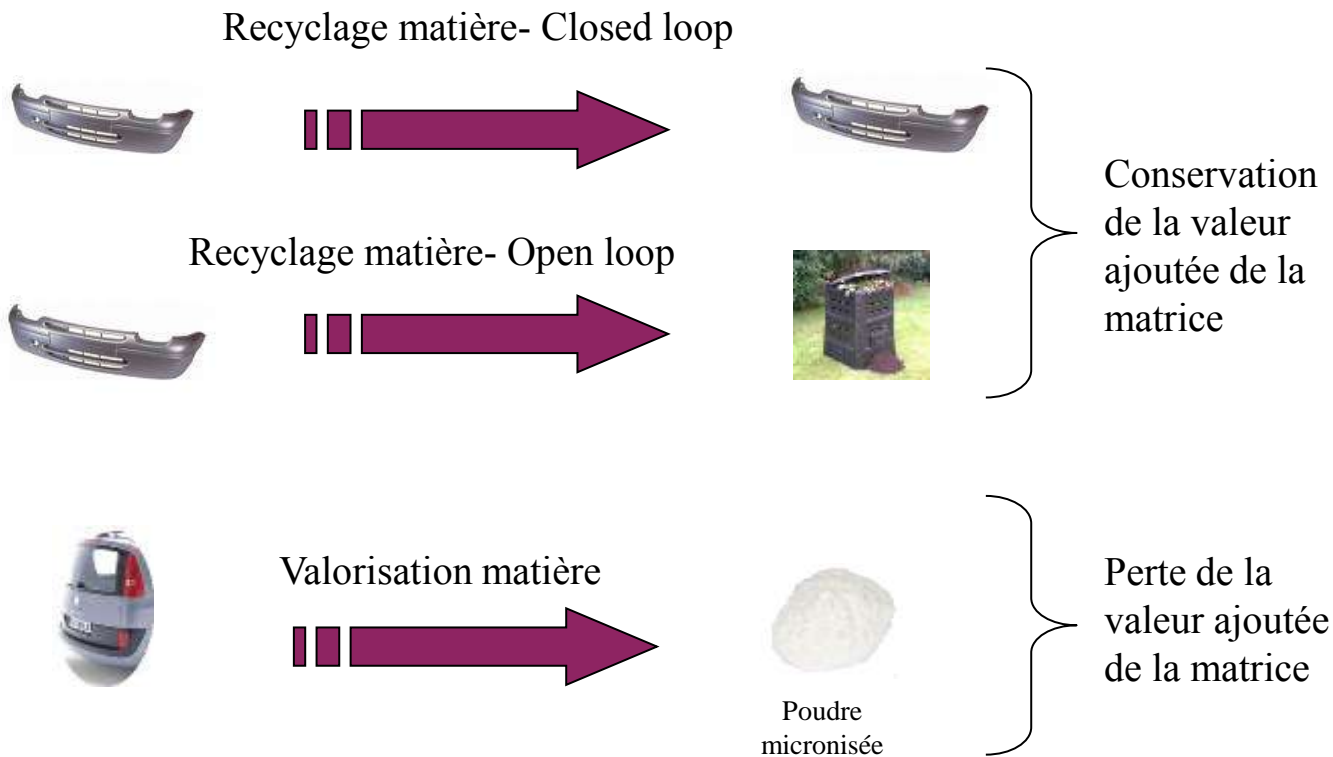 Recyclage matière- Closed loop
Recyclage matière- Open loop
Conservation
de la valeur
ajoutée de la
matrice
Valorisation matière
Poudre
micronisée
Perte de la
valeur ajoutée
de la matrice